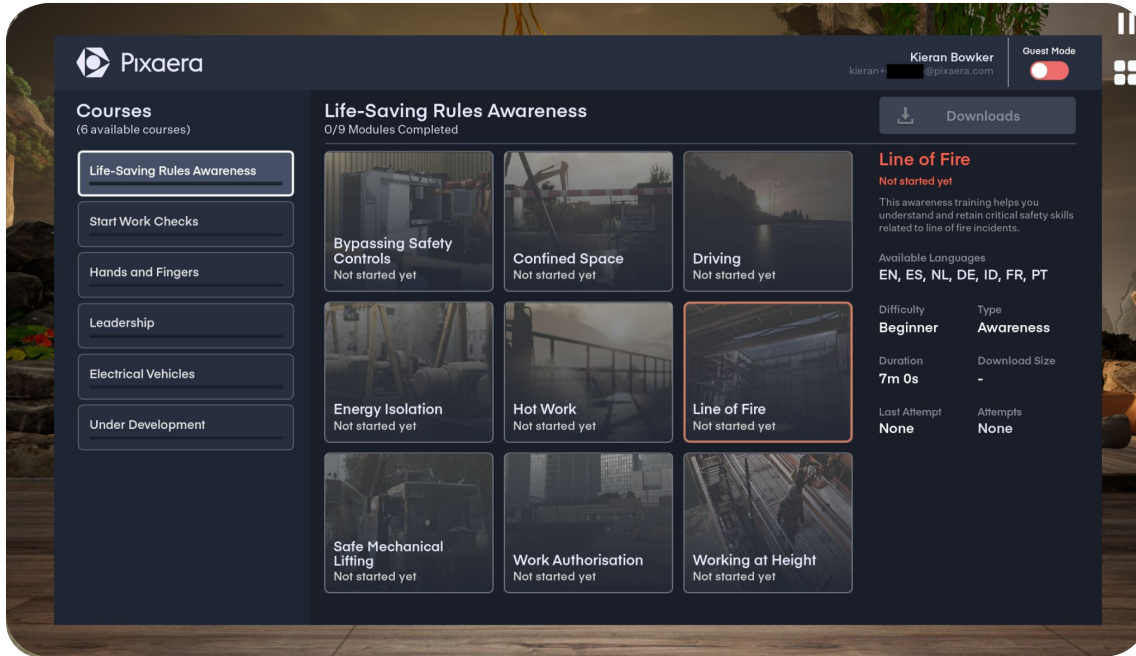 Pixaera
Kieran Bowker
kieran+ @pixaera.com
Guest Mode
Courses
(6 available courses)
Life-Saving Rules Awareness
Start Work Checks
Hands and Fingers
Leadership
Electrical Vehicles
Under Development
Life-Saving Rules Awareness
0/9 Modules Completed
Bypassing Safety
Controls
Not started yet
Confined Space
Not started yet
Driving
Not started yet
Energy Isolation
Not started yet
Hot Work
Not started yet
Line of Fire
Not started yet
Safe Mechanical
Lifting
Not started yet
Work Authorisation
Not started yet
Working at Height
Not started yet
Downloads
Line of Fire
Not started yet
This awareness training helps you
understand and retain critical safety skills
related to line of fire incidents.
Available Languages
EN, ES, NL, DE, ID, FR, PT
Difficulty
Beginner
Type
Awareness
Duration
7m 0s
Download Size
-
Last Attempt
None
Attempts
None